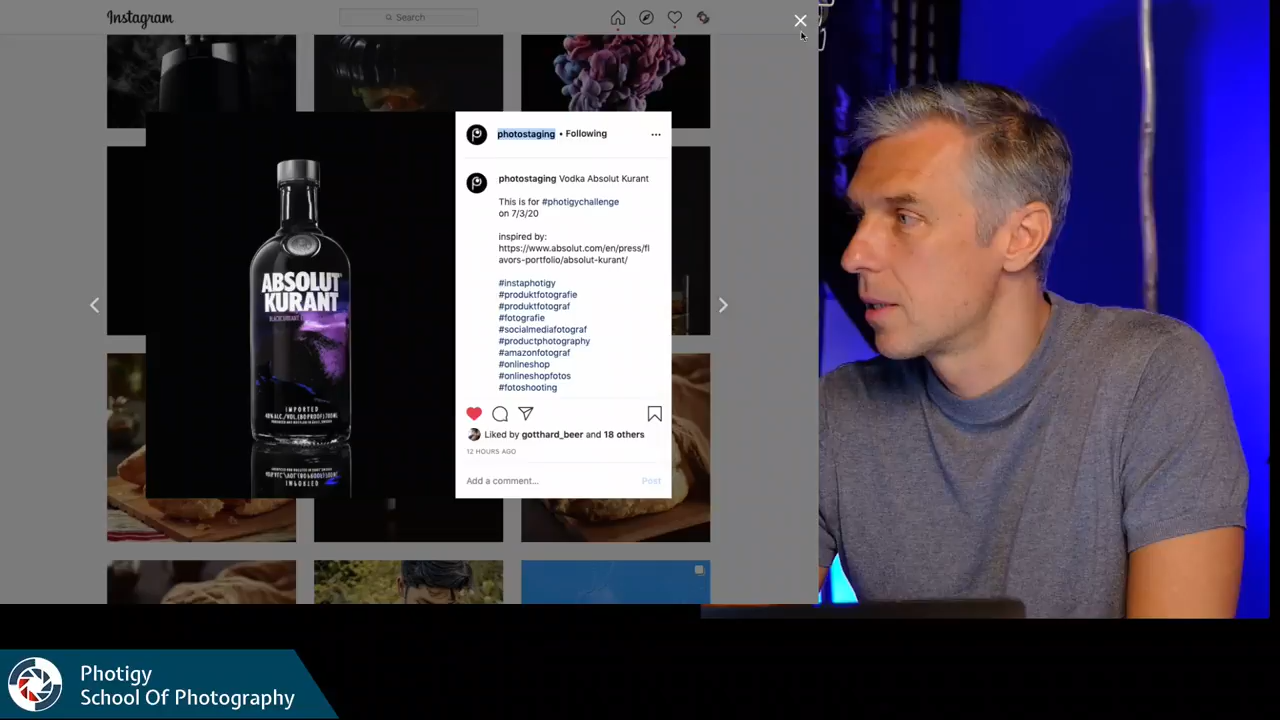 Instagram
Search
photostaging • Following
photostaging Vodka Absolut Kurant
This is for #photigychallenge
on 7/3/20
inspired by:
https://www.absolut.com/en/press/fl
avors-portfolio/absolut-kurant/
#instaphotigy
#produktfotografie
#produktfotograf
#fotografie
#socialmediafotograf
#productphotography
#amazonfotograf
#onlineshop
#onlineshopfotos
#fotoshooting
Liked by gotthard_beer and 18 others
12 HOURS AGO
Add a comment...
Post
ABSOLUT
KURANT
IMPORTED
Photigy
School Of Photography